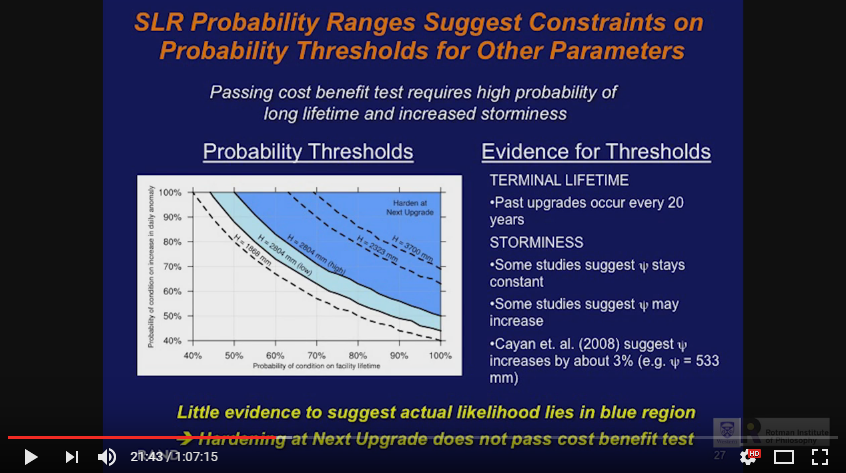 SLR Probability Ranges Suggest Constraints on
Probability Thresholds for Other Parameters
Passing cost benefit test requires high probability of
long lifetime and increased storminess
Probability Thresholds
Probability of condition on increase in daily anomaly
100%
90%
80%
70%
60%
50%
40%
Harden at
Next Upgrade
H = 1868 mm
H = 2804 mm (low)
H = 2804 mm (high)
H = 2323 mm
H = 3700 mm
40% 50% 60% 70% 80% 90% 100%
Probability of condition on facility lifetime
Evidence for Thresholds
TERMINAL LIFETIME
•Past upgrades occur every 20
years
STORMINESS
•Some studies suggest ψ stays
constant
•Some studies suggest ψ may
increase
•Cayan et. al. (2008) suggest ψ
increases by about 3% (e.g. ψ = 533
mm)
Little evidence to suggest actual likelihood lies in blue region
➔ Hardening at Next Upgrade does not pass cost benefit test
Rotman Institute
of Philosophy
RAND
27
21:43 / 1:07:15
HD